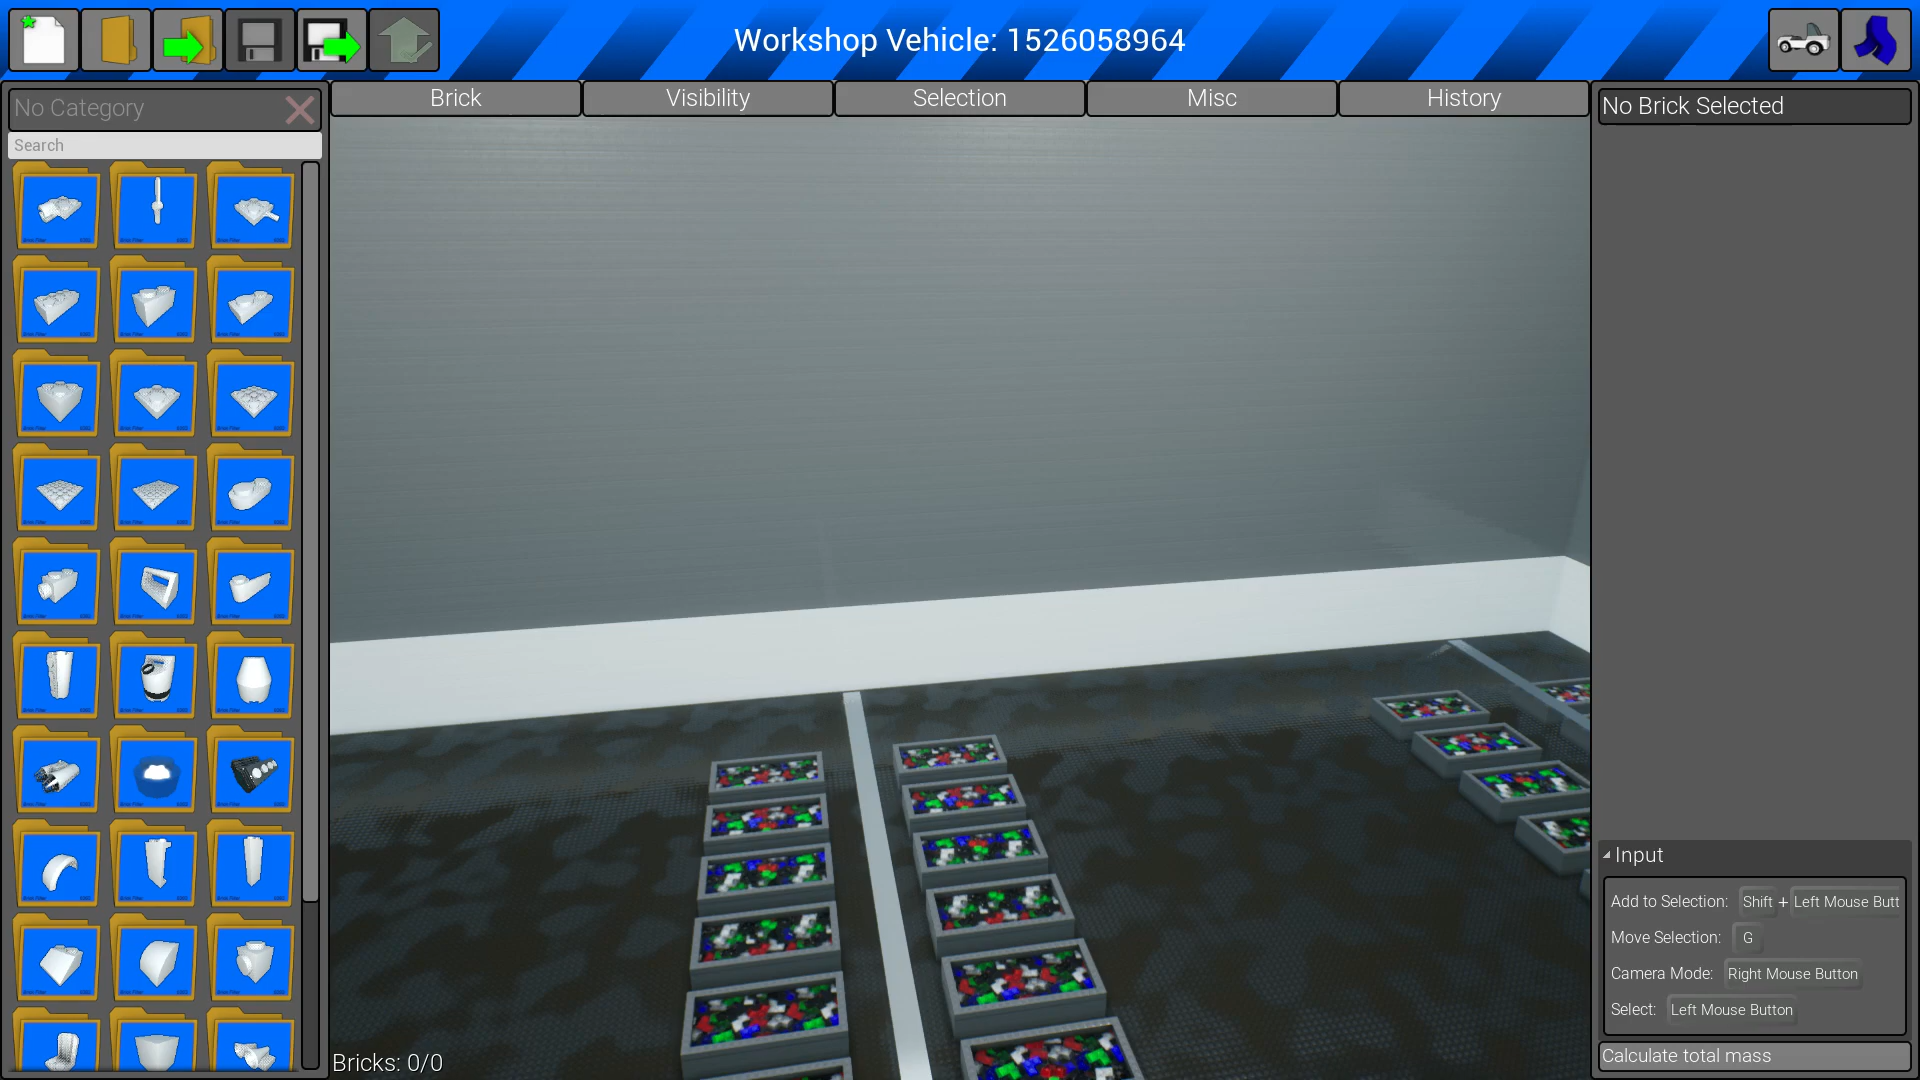 Workshop Vehicle: 1526058964
No Category
Search
Brick
Visibility
Selection
Misc
History
No Brick Selected
Input
Add to Selection: Shift + Left Mouse Butt
Move Selection: G
Camera Mode: Right Mouse Button
Select: Left Mouse Button
Calculate total mass
Bricks: 0/0